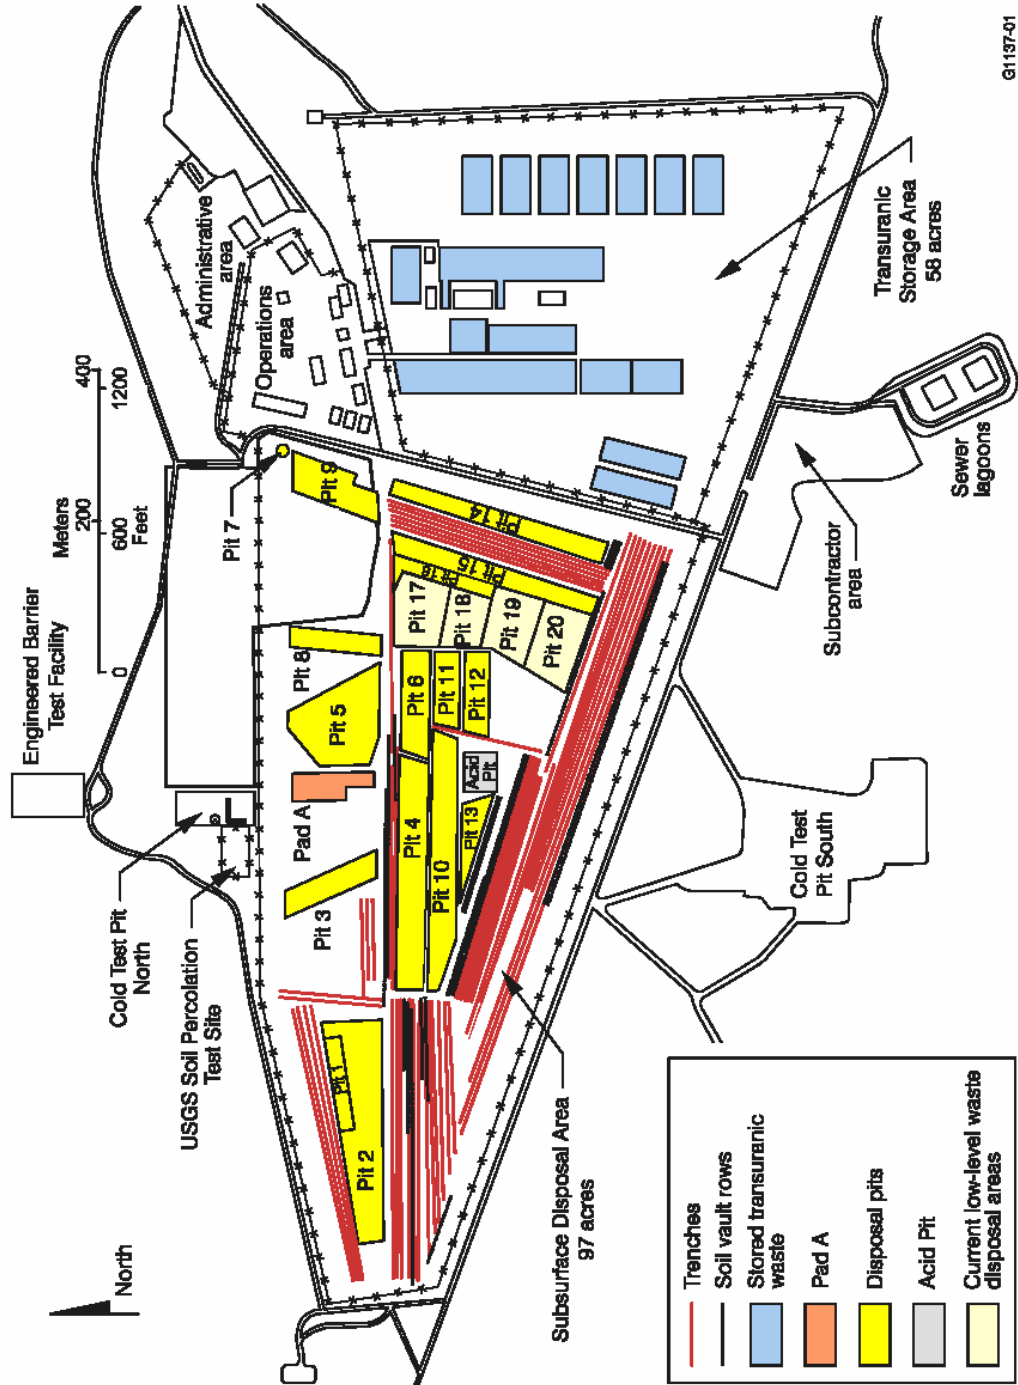 Engineered Barrier
Test Facility
Cold Test Pit
North
USGS Soil Percolation
Test Site
North
0
200
400
Meters
600
1200
Feet
Administrative
area
Operations
area
Pit 7
Pit 9
Pit 8
Pit 5
Pad A
Pit 3
Pit 1
Pit 2
Pit 14
Pit 15
Pit 16
Pit 17
Pit 18
Pit 19
Pit 20
Pit 6
Pit 11
Pit 12
Pit 4
Pit 10
Pit 13
Acid
Pit
Subsurface Disposal Area
97 acres
Transuranic
Storage Area
58 acres
Sewer
lagoons
Subcontractor
area
Cold Test
Pit South
Trenches
Soil vault rows
Stored transuranic
waste
Pad A
Disposal pits
Acid Pit
Current low-level waste
disposal areas
G1137-01